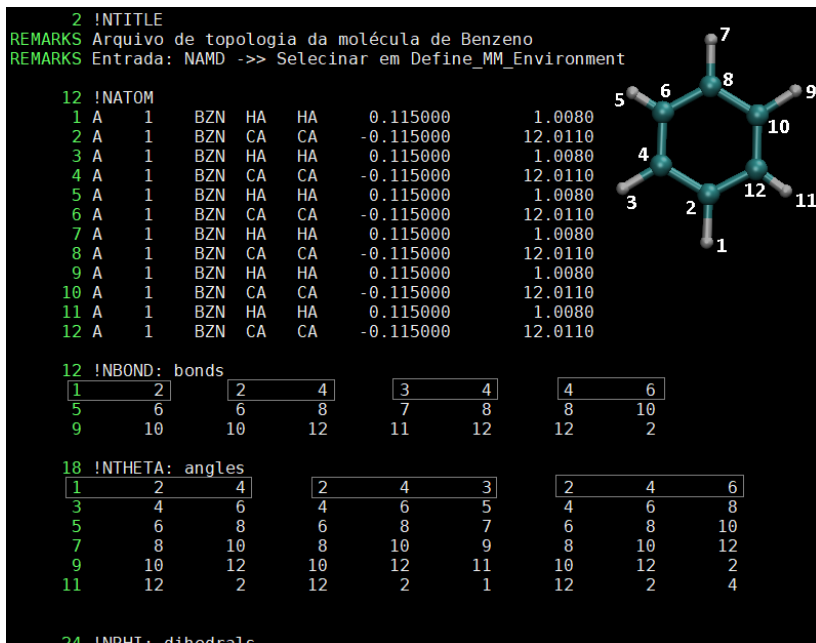 2 !NTITLE
REMARKS Arquivo de topologia da molécula de Benzeno
REMARKS Entrada: NAMD ->> Selecinar em Define_MM_Environment
12 !NATOM
1 A 1 BZN HA HA 0.115000 1.0080
2 A 1 BZN CA CA -0.115000 12.0110
3 A 1 BZN HA HA 0.115000 1.0080
4 A 1 BZN CA CA -0.115000 12.0110
5 A 1 BZN HA HA 0.115000 1.0080
6 A 1 BZN CA CA -0.115000 12.0110
7 A 1 BZN HA HA 0.115000 1.0080
8 A 1 BZN CA CA -0.115000 12.0110
9 A 1 BZN HA HA 0.115000 1.0080
10 A 1 BZN CA CA -0.115000 12.0110
11 A 1 BZN HA HA 0.115000 1.0080
12 A 1 BZN CA CA -0.115000 12.0110
7
8
6
5
9
10
4
12
3
2
11
1
12 !NBOND: bonds
1 2 2 4 3 4 4 6
5 6 6 8 7 8 8 10
9 10 10 12 11 12 12 2
18 !NTHETA: angles
1 2 4 2 4 3 2 4 6
3 4 6 4 6 5 4 6 8
5 6 8 6 8 7 6 8 10
7 8 10 8 10 9 8 10 12
9 10 12 10 12 11 10 12 2
11 12 2 12 2 1 12 2 4
24 !NPHI: dihedrals